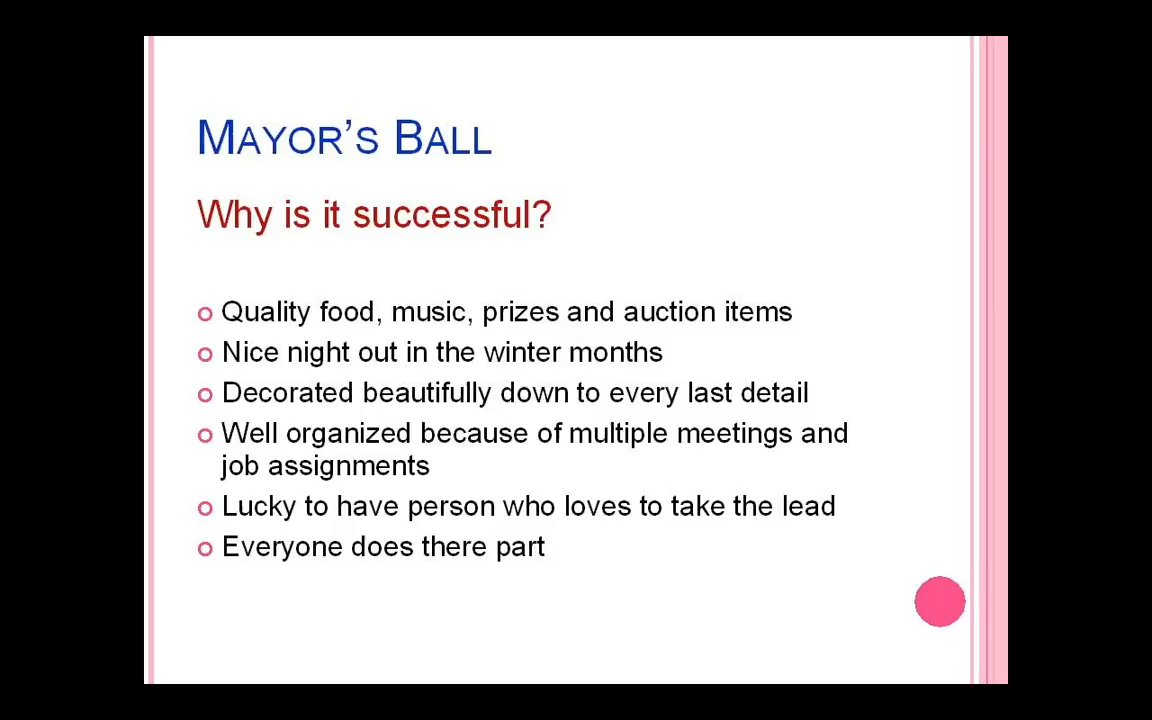 Mayor's Ball
Why is it successful?
Quality food, music, prizes and auction items
Nice night out in the winter months
Decorated beautifully down to every last detail
Well organized because of multiple meetings and
job assignments
Lucky to have person who loves to take the lead
Everyone does there part